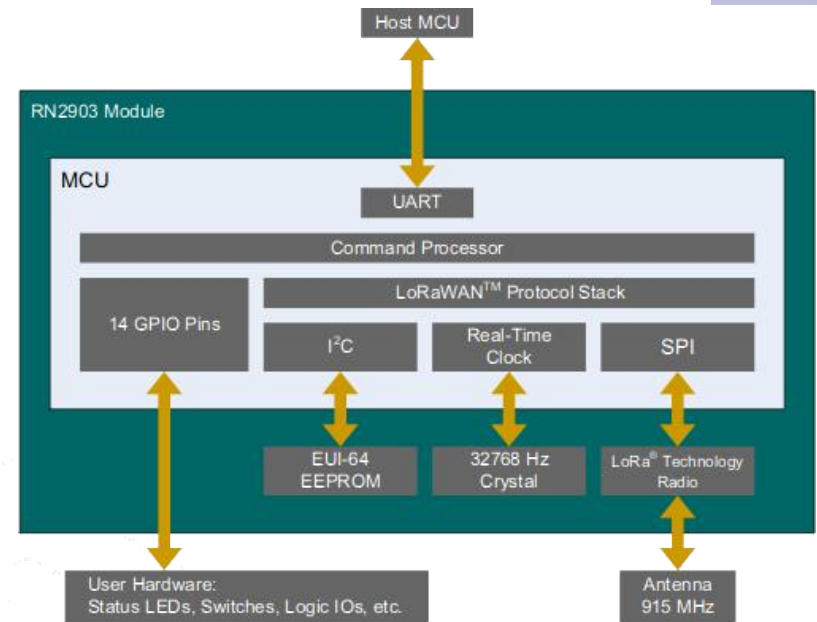 Host MCU
RN2903 Module
MCU
UART
Command Processor
LoRaWAN™ Protocol Stack
14 GPIO Pins
I²C
Real-Time
Clock
SPI
EUI-64
EEPROM
32768 Hz
Crystal
LoRa® Technology
Radio
User Hardware:
Status LEDs, Switches, Logic IOs, etc.
Antenna
915 MHz